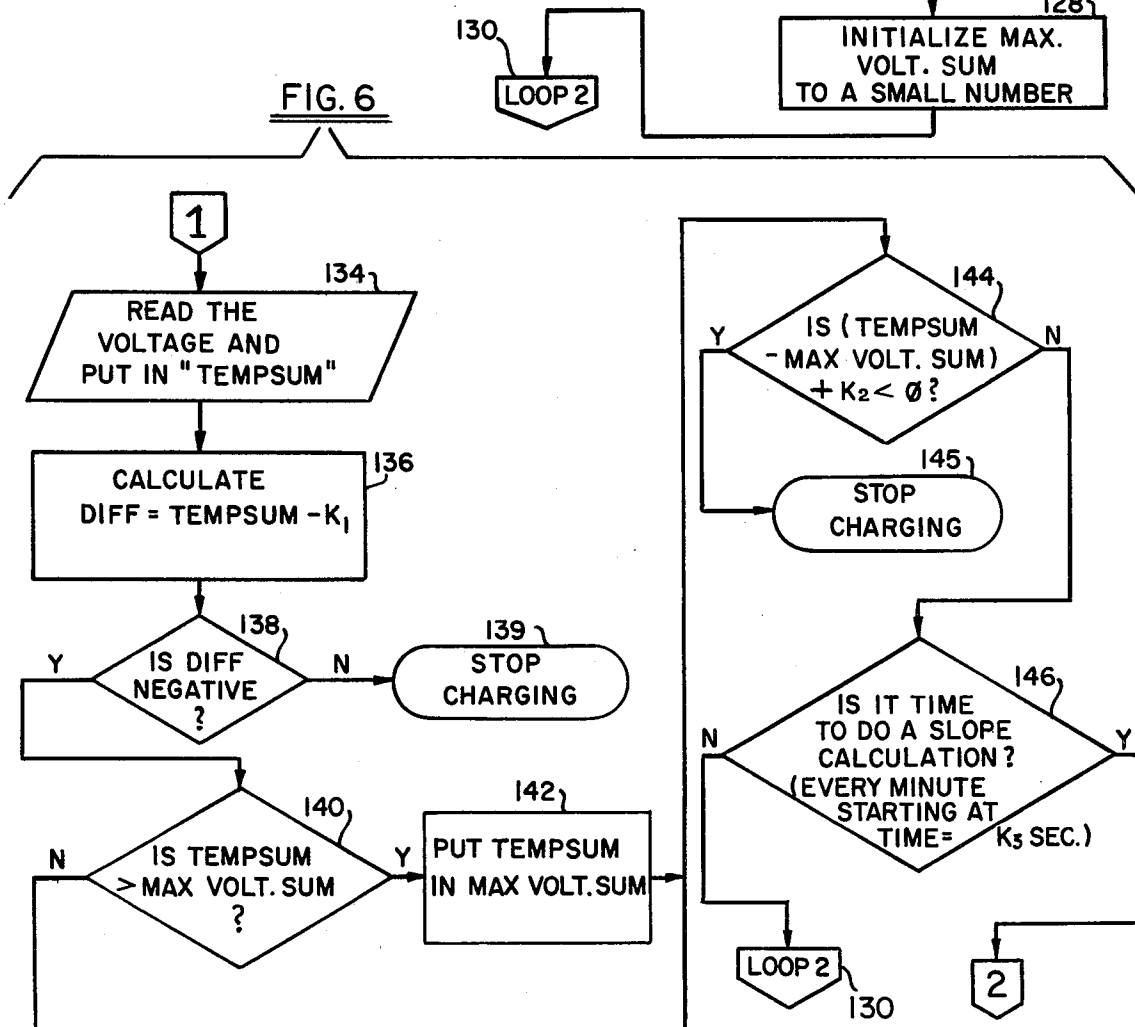 128
130
INITIALIZE MAX.
VOLT. SUM
TO A SMALL NUMBER
LOOP 2
FIG. 6
1
134
READ THE
VOLTAGE AND
PUT IN "TEMPSUM"
136
CALCULATE
DIFF = TEMPSUM - K1
138
Y
IS DIFF
NEGATIVE
?
N
139
STOP
CHARGING
140
N
IS TEMPSUM
> MAX VOLT. SUM
?
Y
142
PUT TEMPSUM
IN MAX VOLT. SUM
144
Y
IS (TEMPSUM
- MAX VOLT. SUM)
+ K2 < Ø?
N
145
STOP
CHARGING
146
N
IS IT TIME
TO DO A SLOPE
CALCULATION?
(EVERY MINUTE
STARTING AT
TIME= K3 SEC.)
Y
LOOP 2
130
2